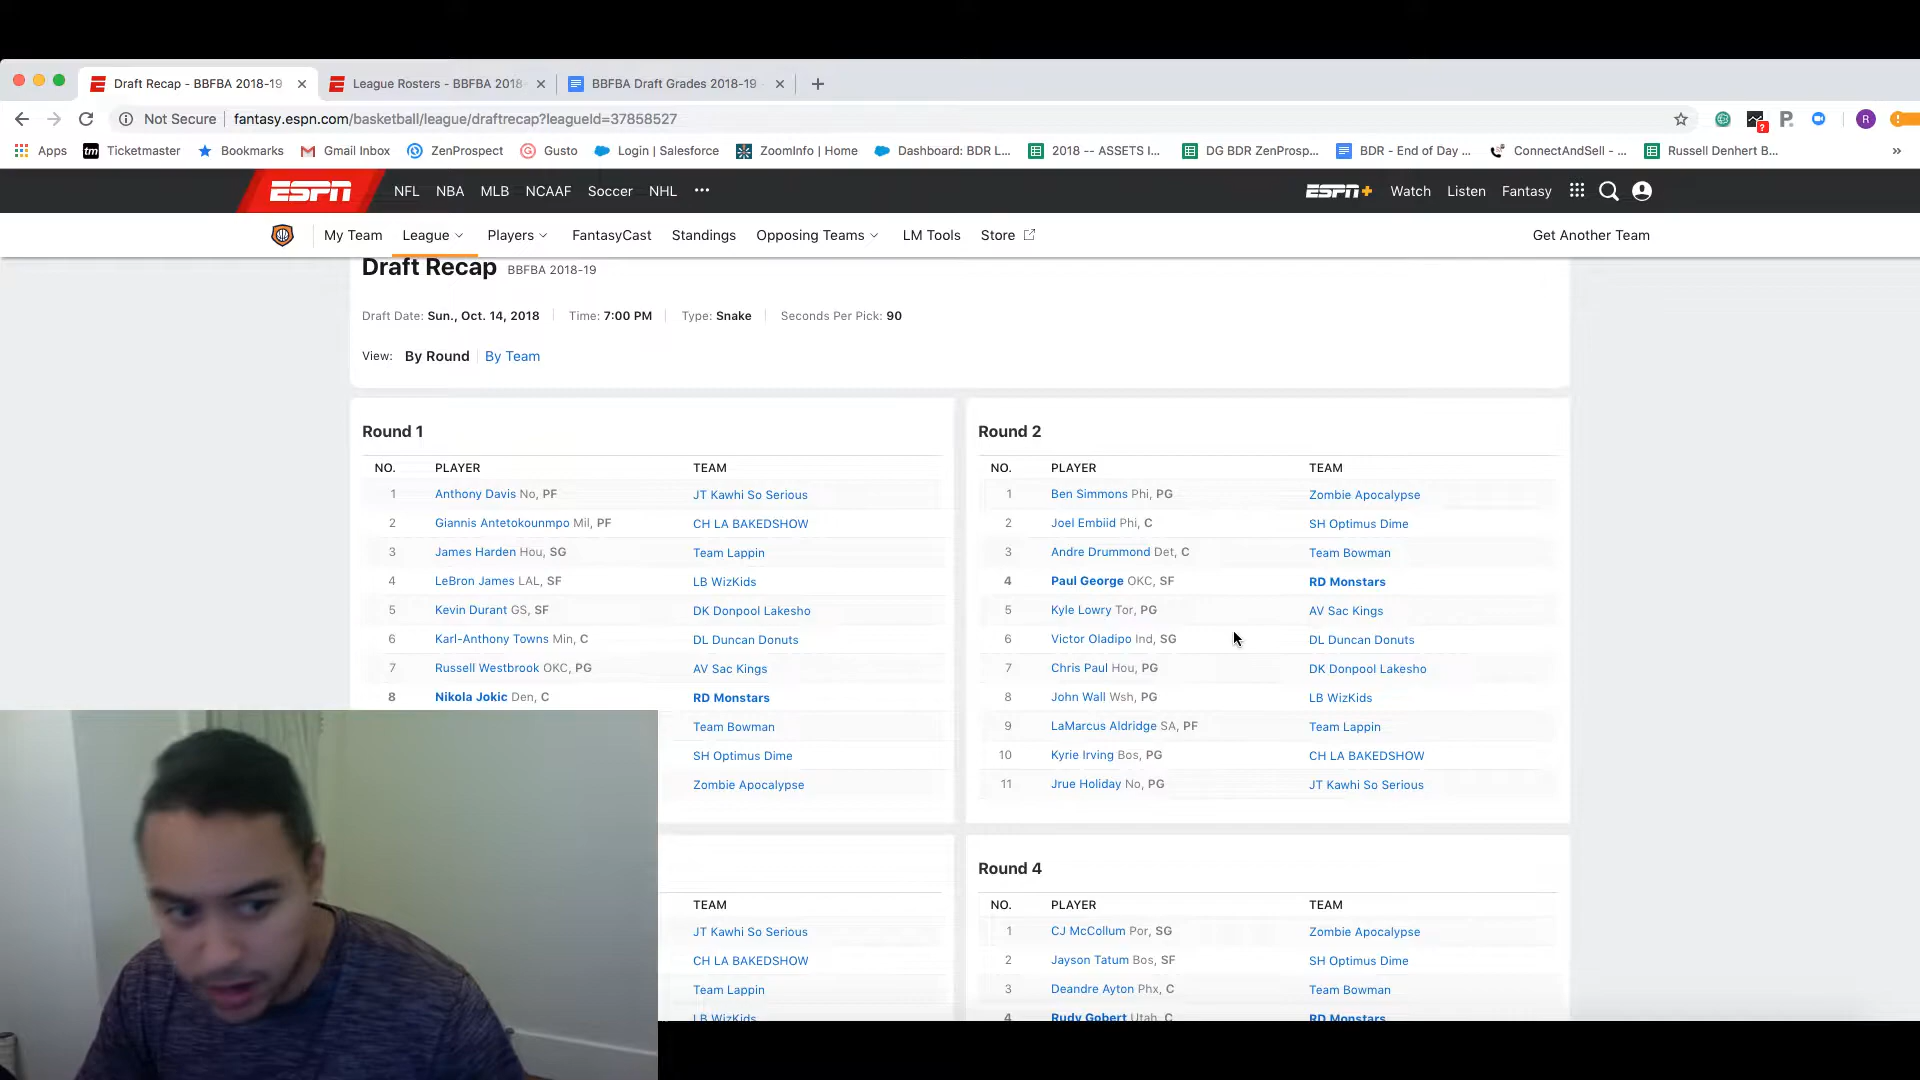 Draft Recap - BBFBA 2018-19
League Rosters - BBFBA 2018-
BBFBA Draft Grades 2018-19
Not Secure fantasy.espn.com/basketball/league/draftrecap?leagueId=37858527
R
Apps tm Ticketmaster Bookmarks Gmail Inbox ZenProspect Gusto Login | Salesforce ZoomInfo | Home Dashboard: BDR L... 2018 -- ASSETS I... DG BDR ZenProsp... BDR - End of Day ... ConnectAndSell - ... Russell Denhert B... »
ESPN NFL NBA MLB NCAAF Soccer NHL ••• ESPN+ Watch Listen Fantasy
My Team League Players FantasyCast Standings Opposing Teams LM Tools Store Get Another Team
Draft Recap BBFBA 2018-19
Draft Date: Sun., Oct. 14, 2018 Time: 7:00 PM Type: Snake Seconds Per Pick: 90
View: By Round By Team
Round 1
NO. PLAYER TEAM
1 Anthony Davis No, PF JT Kawhi So Serious
2 Giannis Antetokounmpo Mil, PF CH LA BAKEDSHOW
3 James Harden Hou, SG Team Lappin
4 LeBron James LAL, SF LB WizKids
5 Kevin Durant GS, SF DK Donpool Lakesho
6 Karl-Anthony Towns Min, C DL Duncan Donuts
7 Russell Westbrook OKC, PG AV Sac Kings
8 Nikola Jokic Den, C RD Monstars
Team Bowman
SH Optimus Dime
Zombie Apocalypse
Round 2
NO. PLAYER TEAM
1 Ben Simmons Phi, PG Zombie Apocalypse
2 Joel Embiid Phi, C SH Optimus Dime
3 Andre Drummond Det, C Team Bowman
4 Paul George OKC, SF RD Monstars
5 Kyle Lowry Tor, PG AV Sac Kings
6 Victor Oladipo Ind, SG DL Duncan Donuts
7 Chris Paul Hou, PG DK Donpool Lakesho
8 John Wall Wsh, PG LB WizKids
9 LaMarcus Aldridge SA, PF Team Lappin
10 Kyrie Irving Bos, PG CH LA BAKEDSHOW
11 Jrue Holiday No, PG JT Kawhi So Serious
TEAM
JT Kawhi So Serious
CH LA BAKEDSHOW
Team Lappin
LB WizKids
Round 4
NO. PLAYER TEAM
1 CJ McCollum Por, SG Zombie Apocalypse
2 Jayson Tatum Bos, SF SH Optimus Dime
3 Deandre Ayton Phx, C Team Bowman
4 Rudy Gobert Utah, C RD Monstars